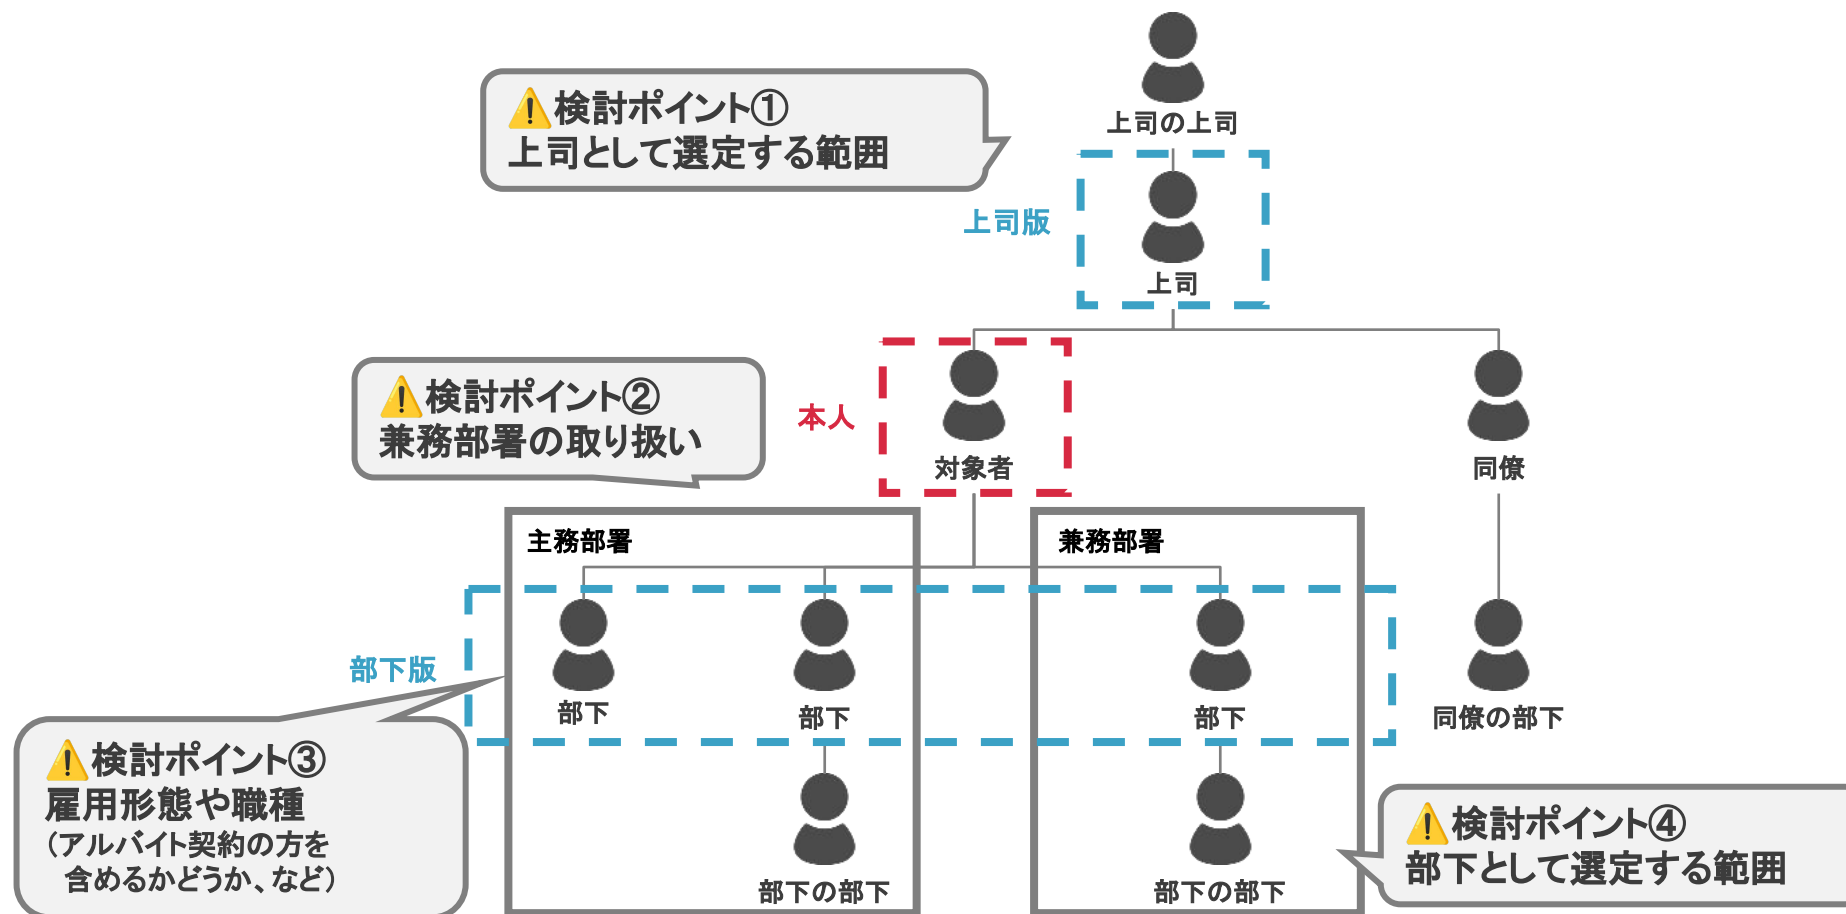 上司の上司
⚠検討ポイント①
上司として選定する範囲
上司版
上司
⚠検討ポイント②
兼務部署の取り扱い
本人
対象者
同僚
主務部署
兼務部署
部下版
部下
部下
部下
同僚の部下
⚠検討ポイント③
雇用形態や職種
(アルバイト契約の方を
含めるかどうか、など)
部下の部下
部下の部下
⚠検討ポイント④
部下として選定する範囲